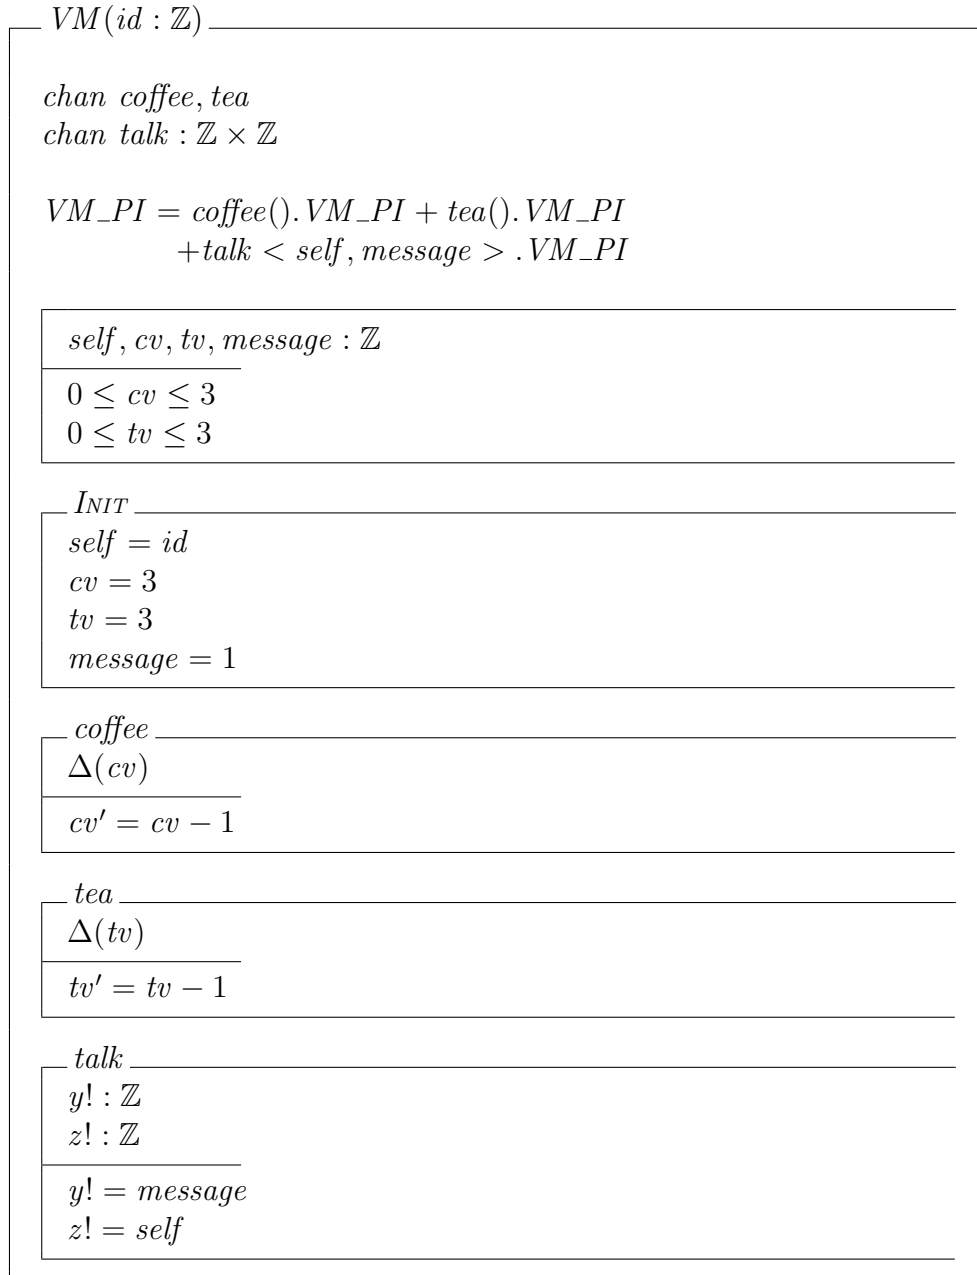 VM(id : ℤ)
chan coffee, tea
chan talk : ℤ × ℤ
VM_PI = coffee().VM_PI + tea().VM_PI
+talk < self, message > .VM_PI
self, cv, tv, message : ℤ
0 ≤ cv ≤ 3
0 ≤ tv ≤ 3
INIT
self = id
cv = 3
tv = 3
message = 1
coffee
Δ(cv)
cv′ = cv − 1
tea
Δ(tv)
tv′ = tv − 1
talk
y! : ℤ
z! : ℤ
y! = message
z! = self